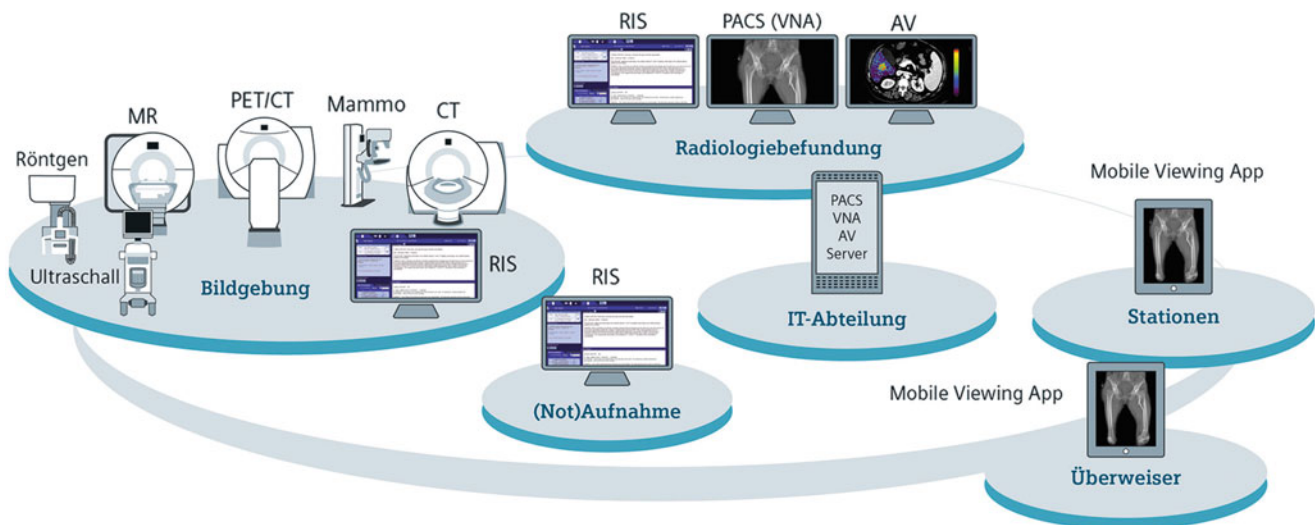 RIS
PACS (VNA)
AV
Radiologiebefundung
Röntgen
MR
PET/CT
Mammo
CT
Ultraschall
RIS
Bildgebung
RIS
(Not)Aufnahme
PACS
VNA
AV
Server
IT-Abteilung
Mobile Viewing App
Stationen
Mobile Viewing App
Überweiser